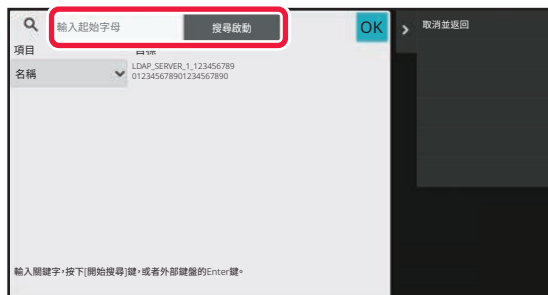 輸入起始字母
搜尋啟動
OK
取消並返回
項目
目標
名稱
LDAP_SERVER_1_123456789
012345678901234567890
輸入關鍵字,按下[開始搜尋]鍵,或者外部鍵盤的Enter鍵。